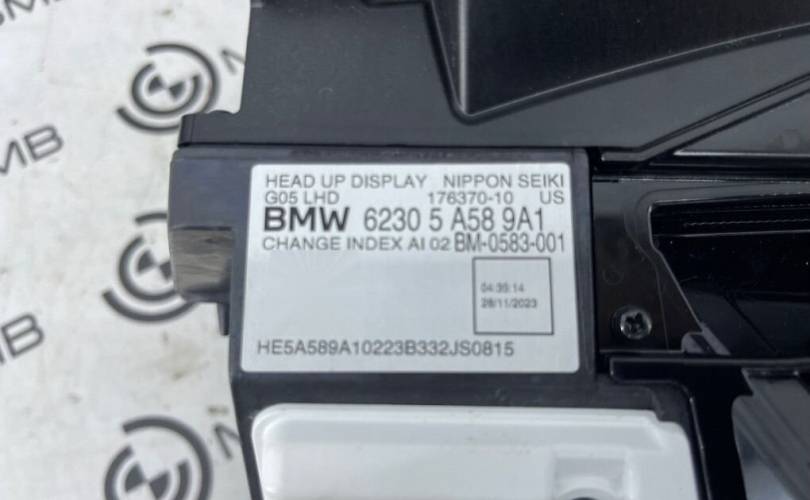 HEAD UP DISPLAY NIPPON SEIKI
G05 LHD 176370-10 US
BMW 6230 5 A58 9A1
CHANGE INDEX AI 02 BM-0583-001
04:39:14
28/11/2023
HE5A589A10223B332JS0815